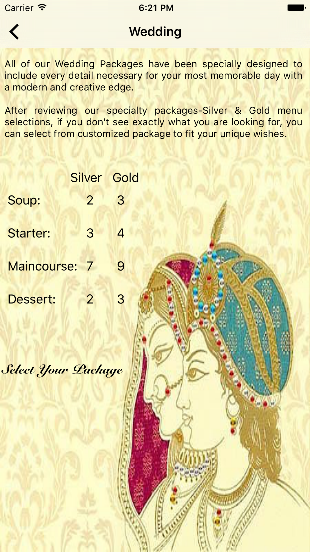 Carrier 6:21 PM
Wedding
All of our Wedding Packages have been specially designed to
include every detail necessary for your most memorable day with
a modern and creative edge.
After reviewing our specialty packages-Silver & Gold menu
selections, if you don't see exactly what you are looking for, you
can select from customized package to fit your unique wishes.
Silver Gold
Soup: 2 3
Starter: 3 4
Maincourse: 7 9
Dessert: 2 3
Select Your Package